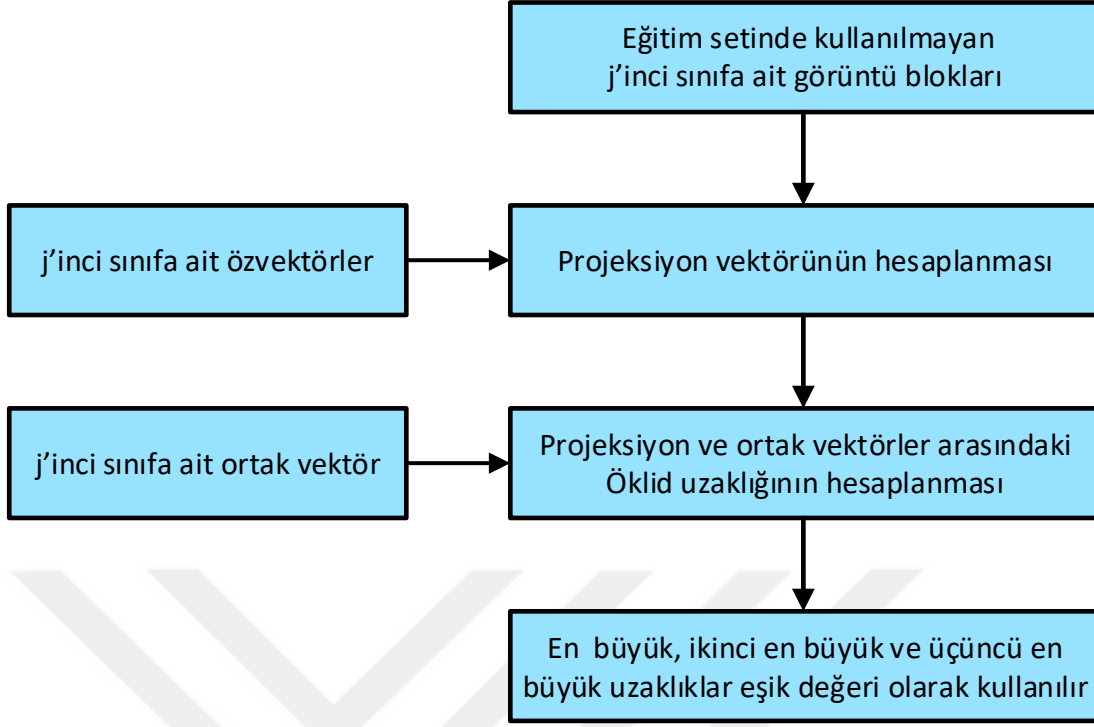 Eğitim setinde kullanılmayan
j’inci sınıfa ait görüntü blokları
j’inci sınıfa ait özvektörler
Projeksiyon vektörünün hesaplanması
j’inci sınıfa ait ortak vektör
Projeksiyon ve ortak vektörler arasındaki
Öklid uzaklığının hesaplanması
En büyük, ikinci en büyük ve üçüncü en
büyük uzaklıklar eşik değeri olarak kullanılır